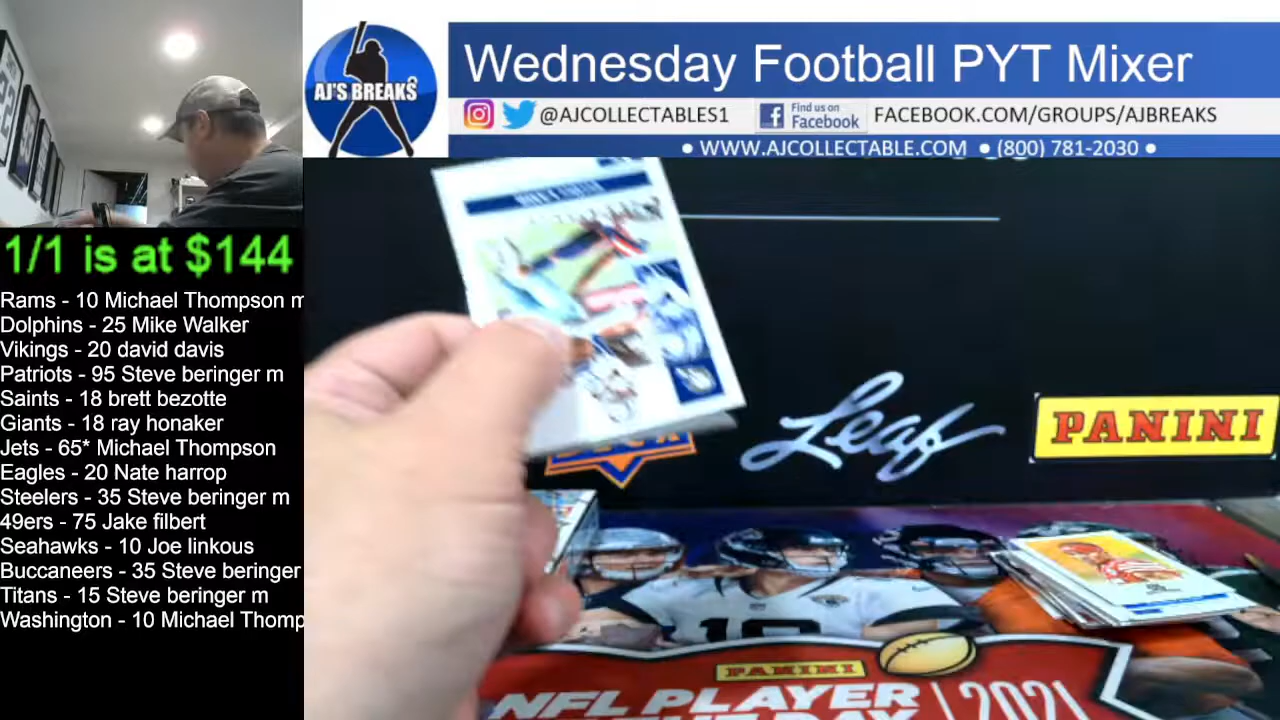 Wednesday Football PYT Mixer
AJ'S BREAKS
@AJCOLLECTABLES1
Find us on
Facebook
FACEBOOK.COM/GROUPS/AJBREAKS
• WWW.AJCOLLECTABLE.COM • (800) 781-2030 •
1/1 is at $144
Rams - 10 Michael Thompson m
Dolphins - 25 Mike Walker
Vikings - 20 david davis
Patriots - 95 Steve beringer m
Saints - 18 brett bezotte
Giants - 18 ray honaker
Jets - 65* Michael Thompson
Eagles - 20 Nate harrop
Steelers - 35 Steve beringer m
49ers - 75 Jake filbert
Seahawks - 10 Joe linkous
Buccaneers - 35 Steve beringer
Titans - 15 Steve beringer m
Washington - 10 Michael Thomp
Leaf
PANINI
PANINI
NFL PLAYER
2021